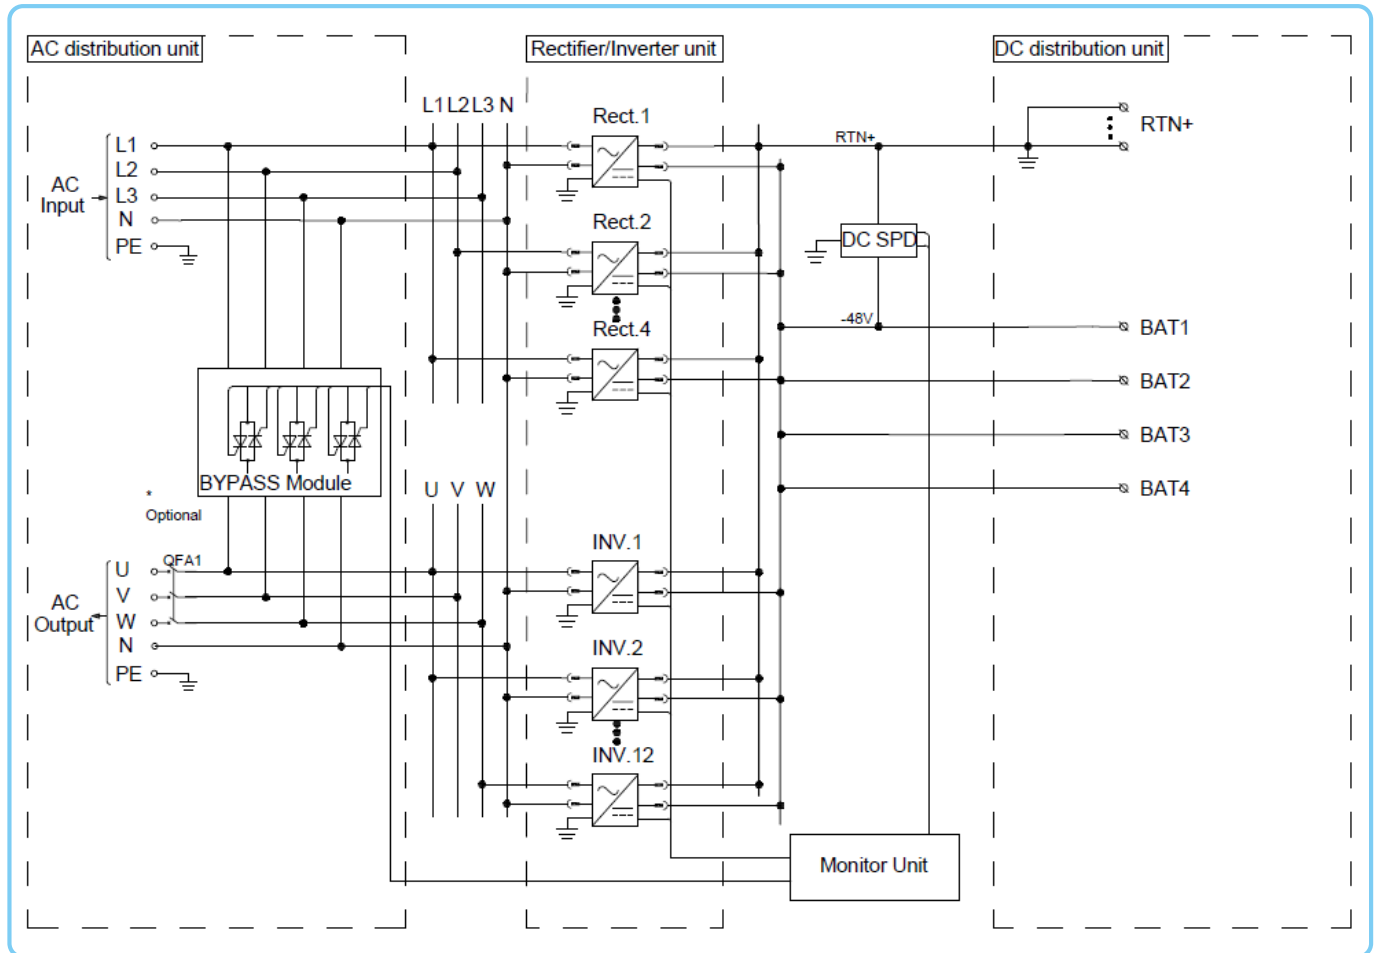 AC distribution unit
Rectifier/Inverter unit
DC distribution unit
L1 L2 L3 N
Rect.1
RTN+
RTN+
AC Input
L1
L2
L3
N
PE
Rect.2
DC SPD
Rect.4
-48V
BAT1
BAT2
BAT3
BAT4
BYPASS Module
*
Optional
U V W
QFA1
AC Output
U
V
W
N
PE
INV.1
INV.2
INV.12
Monitor Unit